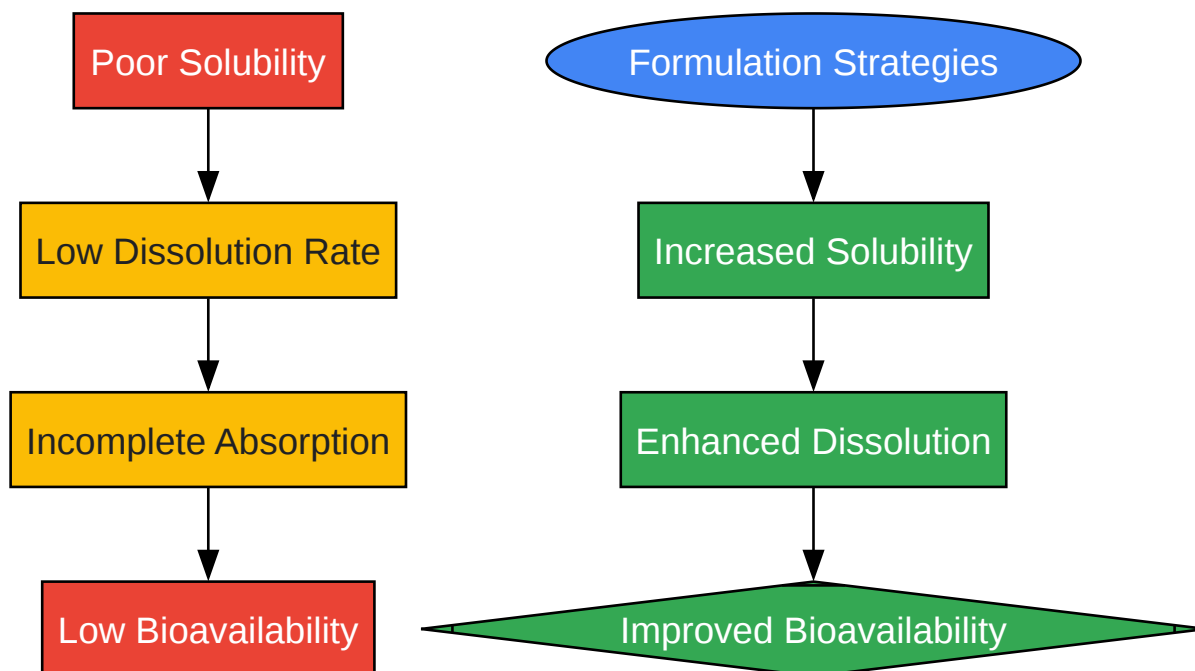 Poor Solubility
Low Dissolution Rate
Incomplete Absorption
Low Bioavailability
Formulation Strategies
Increased Solubility
Enhanced Dissolution
Improved Bioavailability